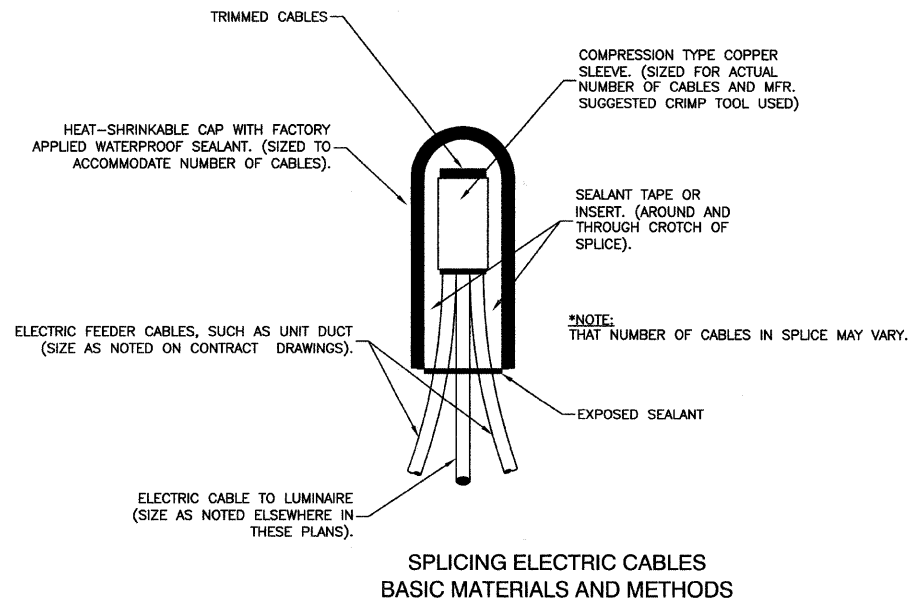 TRIMMED CABLES
COMPRESSION TYPE COPPER
SLEEVE. (SIZED FOR ACTUAL
NUMBER OF CABLES AND MFR.
SUGGESTED CRIMP TOOL USED)
HEAT-SHRINKABLE CAP WITH FACTORY
APPLIED WATERPROOF SEALANT. (SIZED TO
ACCOMMODATE NUMBER OF CABLES).
SEALANT TAPE OR
INSERT. (AROUND AND
THROUGH CROTCH OF
SPLICE).
*NOTE:
THAT NUMBER OF CABLES IN SPLICE MAY VARY.
ELECTRIC FEEDER CABLES, SUCH AS UNIT DUCT
(SIZE AS NOTED ON CONTRACT DRAWINGS).
EXPOSED SEALANT
ELECTRIC CABLE TO LUMINAIRE
(SIZE AS NOTED ELSEWHERE IN
THESE PLANS).
SPLICING ELECTRIC CABLES
BASIC MATERIALS AND METHODS